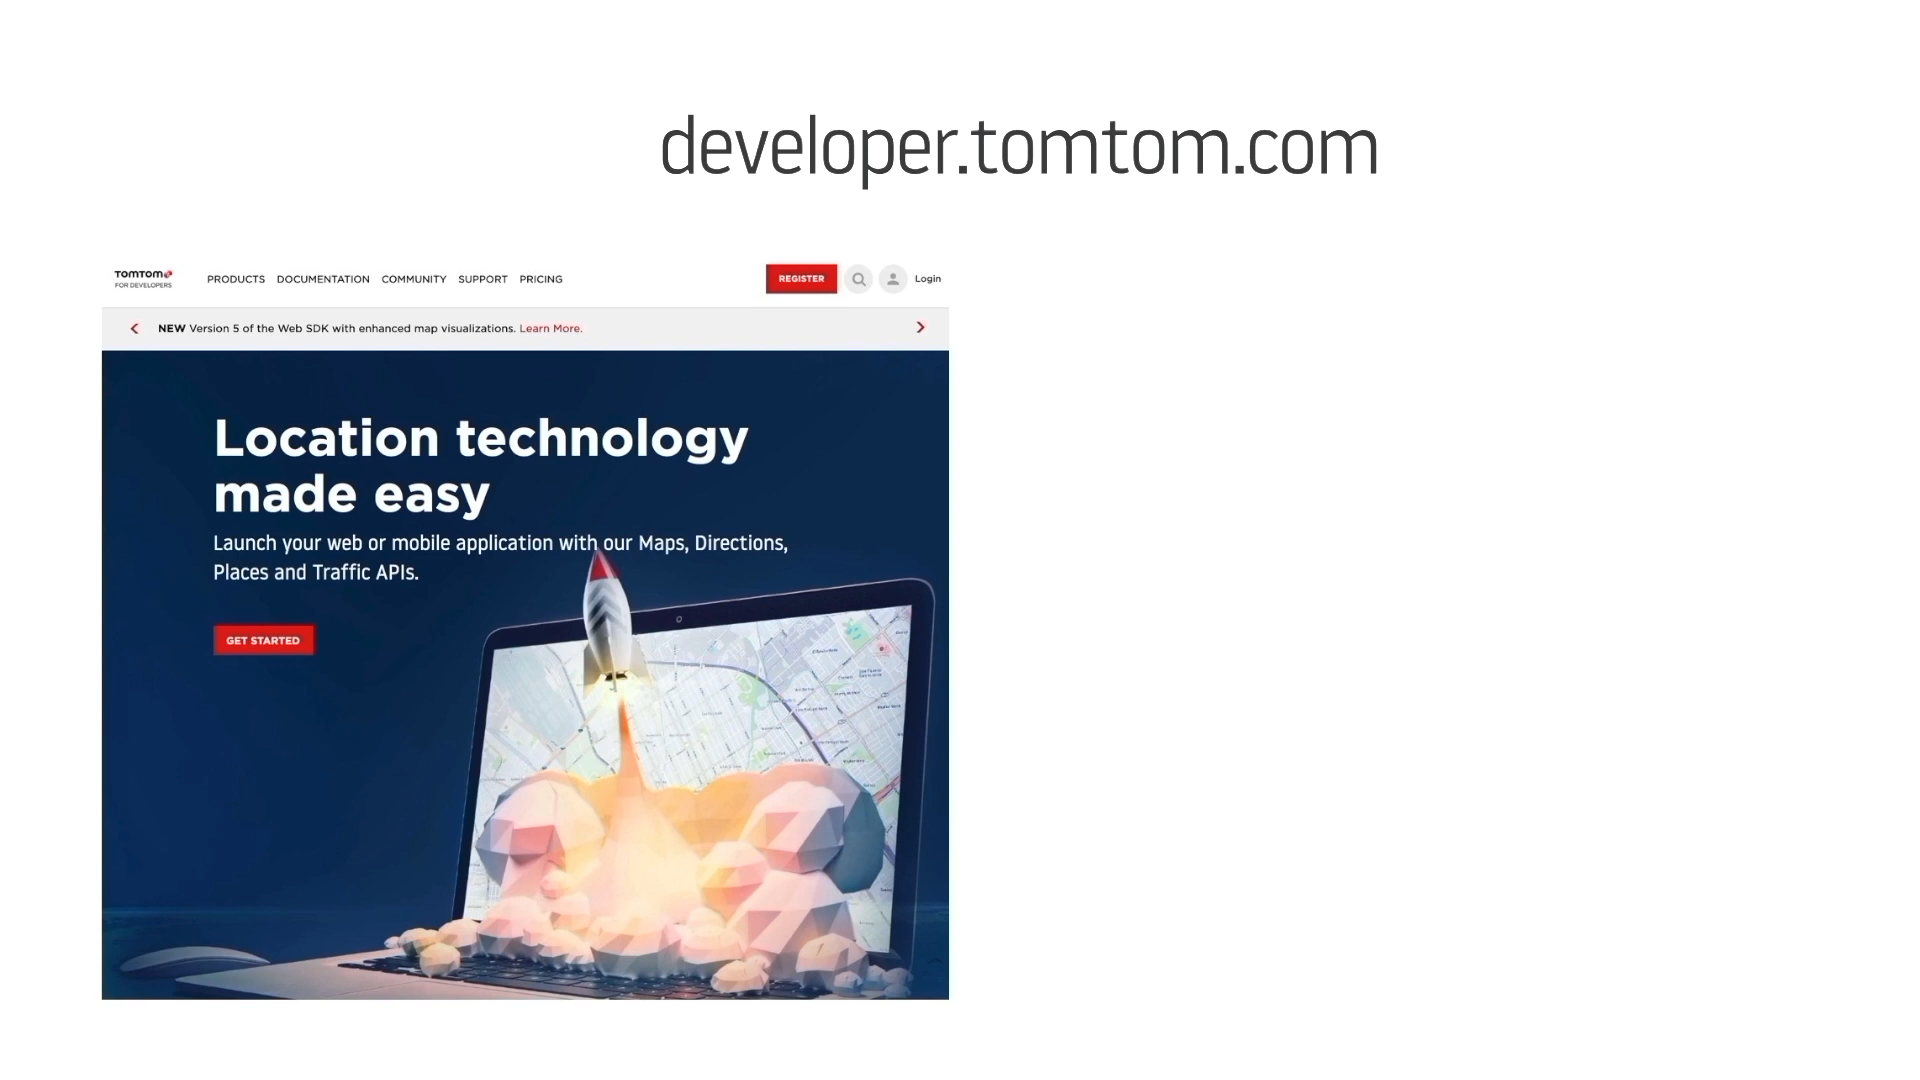 developer.tomtom.com
TOMTOM
FOR DEVELOPERS
PRODUCTS DOCUMENTATION COMMUNITY SUPPORT PRICING
REGISTER
Login
NEW Version 5 of the Web SDK with enhanced map visualizations. Learn More.
Location technology
made easy
Launch your web or mobile application with our Maps, Directions,
Places and Traffic APIs.
GET STARTED